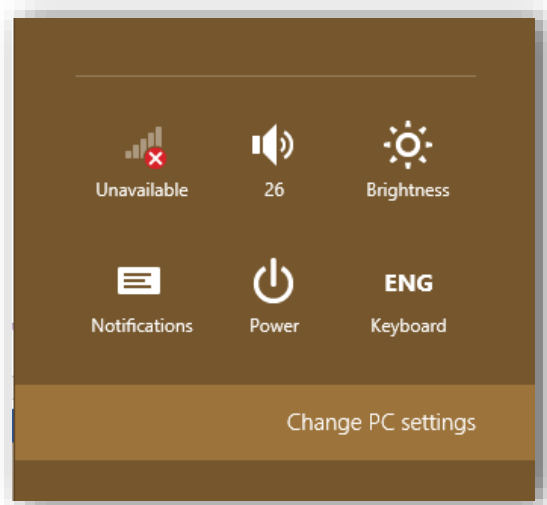 Unavailable
26
Brightness
ENG
Notifications
Power
Keyboard
Change PC settings